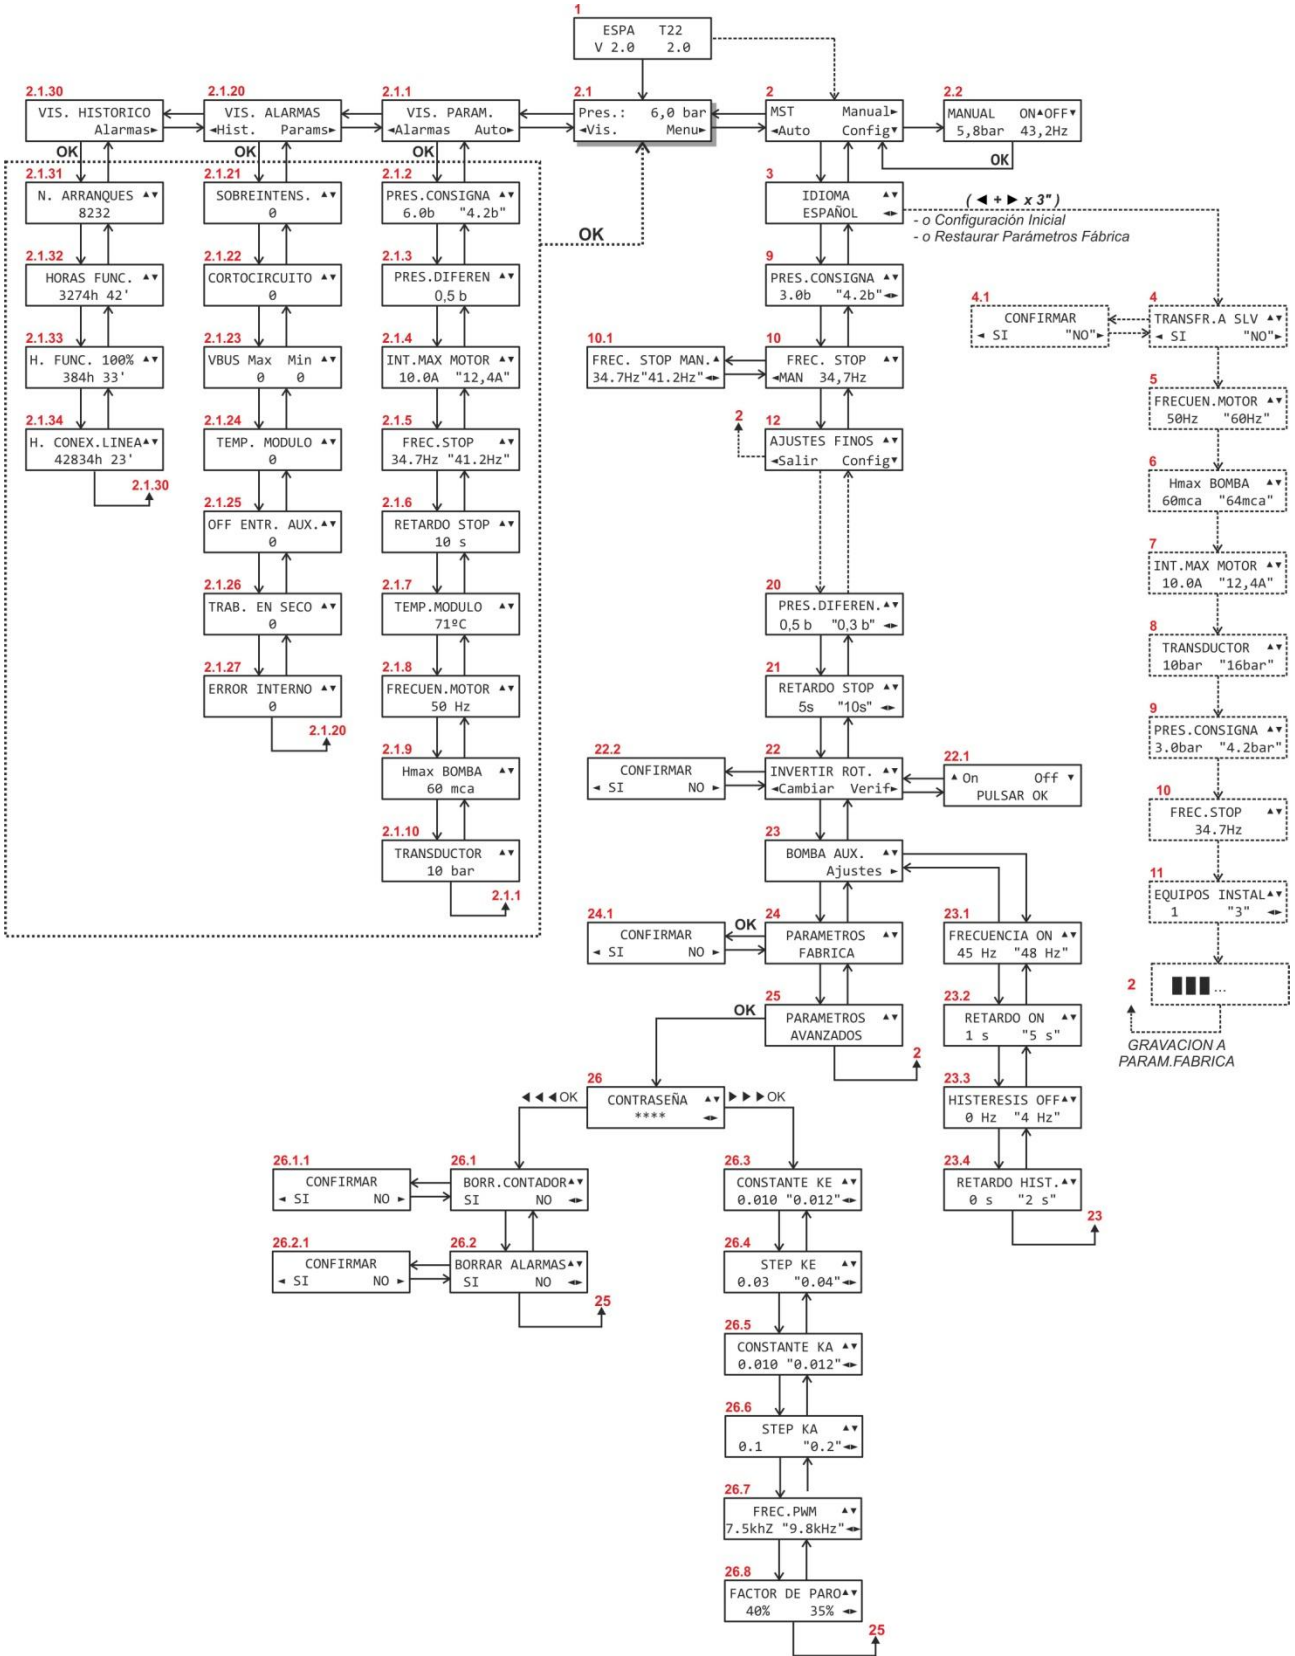 1
ESPA T22
V 2.0 2.0
2.1.30
VIS. HISTORICO
Alarmas►
2.1.20
VIS. ALARMAS
◄Hist. Params►
2.1.1
VIS. PARAM.
◄Alarmas Auto►
2.1
Pres.: 6,0 bar
◄Vis. Menu►
2
MST Manual►
◄Auto Config▼
2.2
MANUAL ON▲OFF▼
5,8bar 43,2Hz
OK
OK
OK
OK
2.1.31
N. ARRANQUES ▲▼
8232
2.1.32
HORAS FUNC. ▲▼
3274h 42'
2.1.33
H. FUNC. 100% ▲▼
384h 33'
2.1.34
H. CONEX.LINEA▲▼
42834h 23'
2.1.30
2.1.21
SOBREINTENS. ▲▼
0
2.1.22
CORTOCIRCUITO ▲▼
0
2.1.23
VBUS Max Min ▲▼
0 0
2.1.24
TEMP. MODULO ▲▼
0
2.1.25
OFF ENTR. AUX.▲▼
0
2.1.26
TRAB. EN SECO ▲▼
0
2.1.27
ERROR INTERNO ▲▼
0
2.1.20
2.1.2
PRES.CONSIGNA ▲▼
6.0b "4.2b"
2.1.3
PRES.DIFEREN ▲▼
0,5 b
2.1.4
INT.MAX MOTOR ▲▼
10.0A "12,4A"
2.1.5
FREC.STOP ▲▼
34.7Hz "41.2Hz"
2.1.6
RETARDO STOP ▲▼
10 s
2.1.7
TEMP.MODULO ▲▼
71ºC
2.1.8
FRECUEN.MOTOR ▲▼
50 Hz
2.1.9
Hmax BOMBA ▲▼
60 mca
2.1.10
TRANSDUCTOR ▲▼
10 bar
2.1.1
OK
3
IDIOMA ▲▼
ESPAÑOL ◄►
( ◄ + ► x 3" )
- o Configuración Inicial
- o Restaurar Parámetros Fábrica
9
PRES.CONSIGNA ▲▼
3.0b "4.2b"◄►
10.1
FREC. STOP MAN.▲
34.7Hz"41.2Hz"◄►
10
FREC. STOP ▲▼
◄MAN 34,7Hz
12
AJUSTES FINOS ▲▼
◄Salir Config▼
2
20
PRES.DIFEREN.▲▼
0,5 b "0,3 b" ◄►
21
RETARDO STOP ▲▼
5s "10s" ◄►
22.2
CONFIRMAR
◄ SI NO ►
22
INVERTIR ROT. ▲▼
◄Cambiar Verif►
22.1
▲ On Off ▼
PULSAR OK
23
BOMBA AUX. ▲▼
Ajustes ►
24.1
CONFIRMAR
◄ SI NO ►
OK
24
PARAMETROS ▲▼
FABRICA
25
PARAMETROS ▲▼
AVANZADOS
OK
2
23.1
FRECUENCIA ON ▲▼
45 Hz "48 Hz"
23.2
RETARDO ON ▲▼
1 s "5 s"
23.3
HISTERESIS OFF▲▼
0 Hz "4 Hz"
23.4
RETARDO HIST.▲▼
0 s "2 s"
23
4.1
CONFIRMAR
◄ SI "NO"►
4
TRANSFR.A SLV ▲▼
◄ SI "NO"►
5
FRECUEN.MOTOR ▲▼
50Hz "60Hz"
6
Hmax BOMBA ▲▼
60mca "64mca"
7
INT.MAX MOTOR ▲▼
10.0A "12,4A"
8
TRANSDUCTOR ▲▼
10bar "16bar"
9
PRES.CONSIGNA ▲▼
3.0bar "4.2bar"
10
FREC.STOP ▲▼
34.7Hz
11
EQUIPOS INSTAL▲▼
1 "3" ◄►
2
...
GRAVACION A
PARAM.FABRICA
26
CONTRASEÑA ▲▼
**** ◄►
◄◄◄OK
►►►OK
26.1.1
CONFIRMAR
◄ SI NO ►
26.1
BORR.CONTADOR▲▼
SI NO ◄►
26.2.1
CONFIRMAR
◄ SI NO ►
26.2
BORRAR ALARMAS▲▼
SI NO ◄►
25
26.3
CONSTANTE KE ▲▼
0.010 "0.012"◄►
26.4
STEP KE ▲▼
0.03 "0.04"◄►
26.5
CONSTANTE KA ▲▼
0.010 "0.012"◄►
26.6
STEP KA ▲▼
0.1 "0.2"◄►
26.7
FREC.PWM ▲▼
7.5khZ "9.8kHz"◄►
26.8
FACTOR DE PARO▲▼
40% 35% ◄►
25